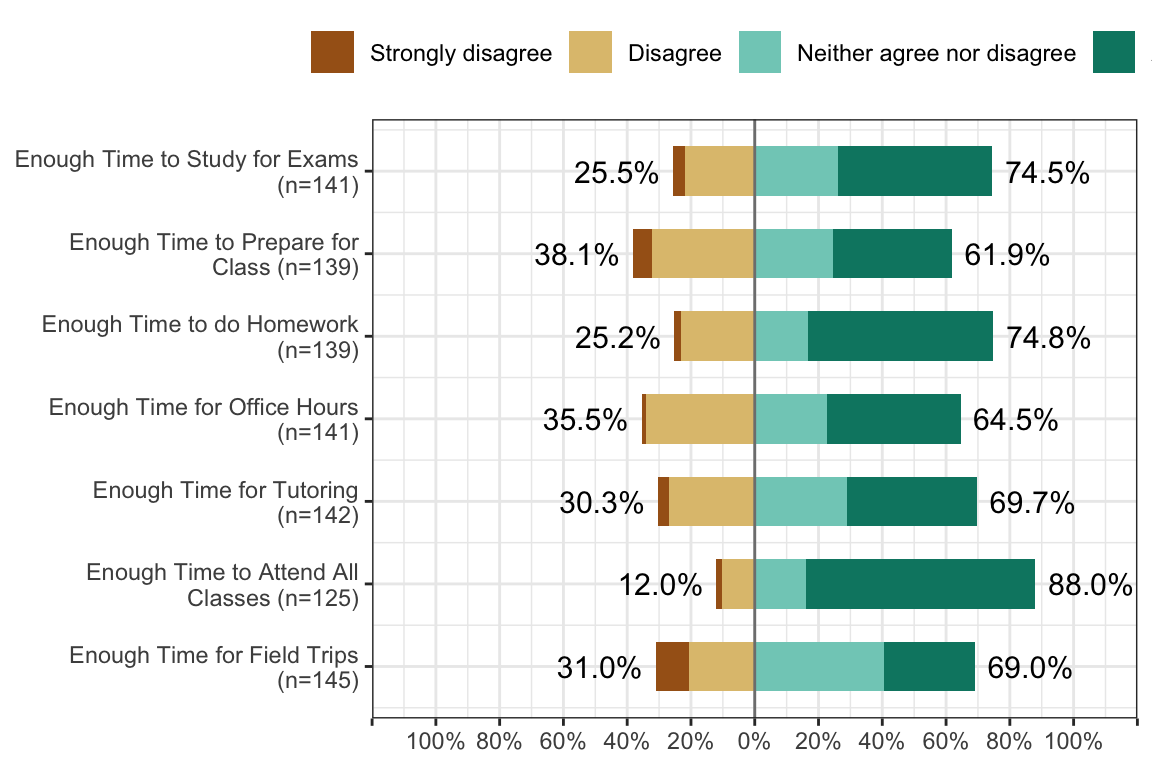 Strongly disagree Disagree Neither agree nor disagree
Enough Time to Study for Exams
(n=141)
25.5% 74.5%
Enough Time to Prepare for
Class (n=139)
38.1% 61.9%
Enough Time to do Homework
(n=139)
25.2% 74.8%
Enough Time for Office Hours
(n=141)
35.5% 64.5%
Enough Time for Tutoring
(n=142)
30.3% 69.7%
Enough Time to Attend All
Classes (n=125)
12.0% 88.0%
Enough Time for Field Trips
(n=145)
31.0% 69.0%
100% 80% 60% 40% 20% 0% 20% 40% 60% 80% 100%